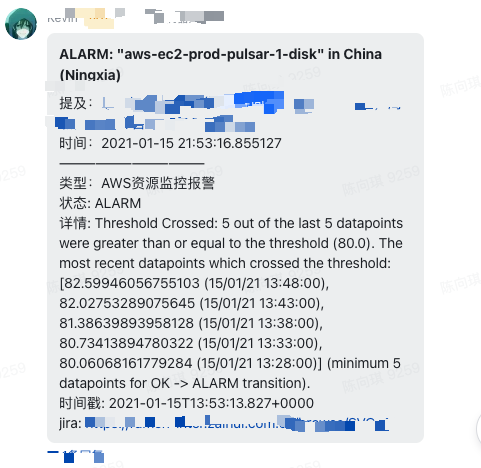 Kevin
ALARM: "aws-ec2-prod-pulsar-1-disk" in China
(Ningxia)
提及：
时间：2021-01-15 21:53:16.855127
————————————
类型：AWS资源监控报警
状态: ALARM
详情: Threshold Crossed: 5 out of the last 5 datapoints
were greater than or equal to the threshold (80.0). The
most recent datapoints which crossed the threshold:
[82.59946056755103 (15/01/21 13:48:00),
82.02753289075645 (15/01/21 13:43:00),
81.38639893958128 (15/01/21 13:38:00),
80.73413894780322 (15/01/21 13:33:00),
80.06068161779284 (15/01/21 13:28:00)] (minimum 5
datapoints for OK -> ALARM transition).
时间戳: 2021-01-15T13:53:13.827+0000
jira:
陈向琪 9259